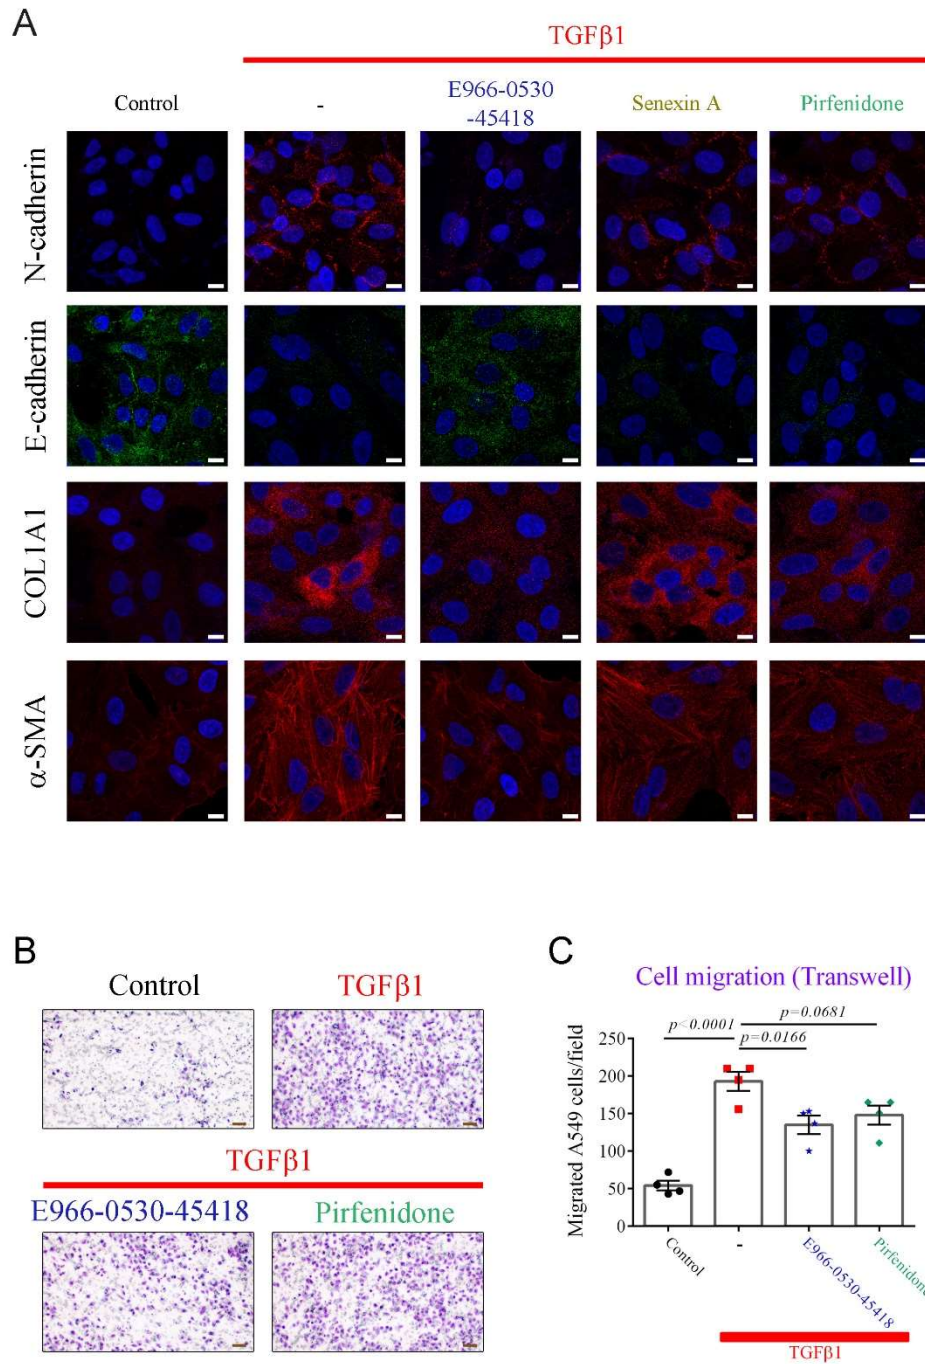 A
TGFβ1
Control
-
E966-0530
-45418
Senexin A
Pirfenidone
N-cadherin
E-cadherin
COL1A1
α-SMA
B
Control
TGFβ1
TGFβ1
E966-0530-45418
Pirfenidone
C
Cell migration (Transwell)
p<0.0001
p=0.0681
p=0.0166
Migrated A549 cells/field
250
200
150
100
50
0
Control
-
E966-0530-45418
Pirfenidone
TGFβ1